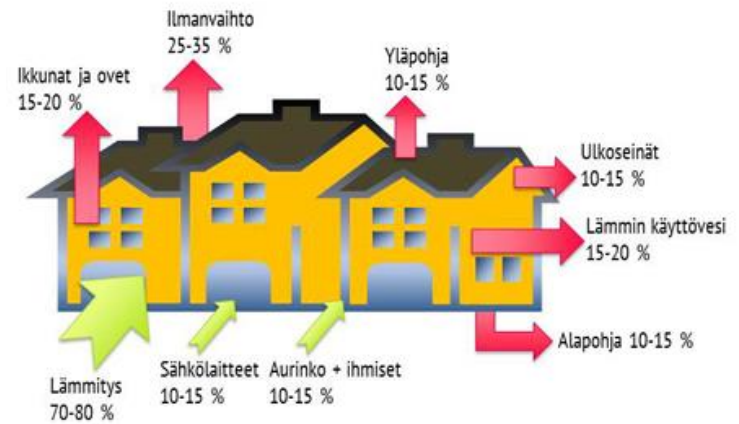 Ilmanvaihto
25-35 %
Ikkunat ja ovet
15-20 %
Yläpohja
10-15 %
Ulkoseinät
10-15 %
Lämmin käyttövesi
15-20 %
Alapohja 10-15 %
Lämmitys
70-80 %
Sähkölaitteet
10-15 %
Aurinko + ihmiset
10-15 %